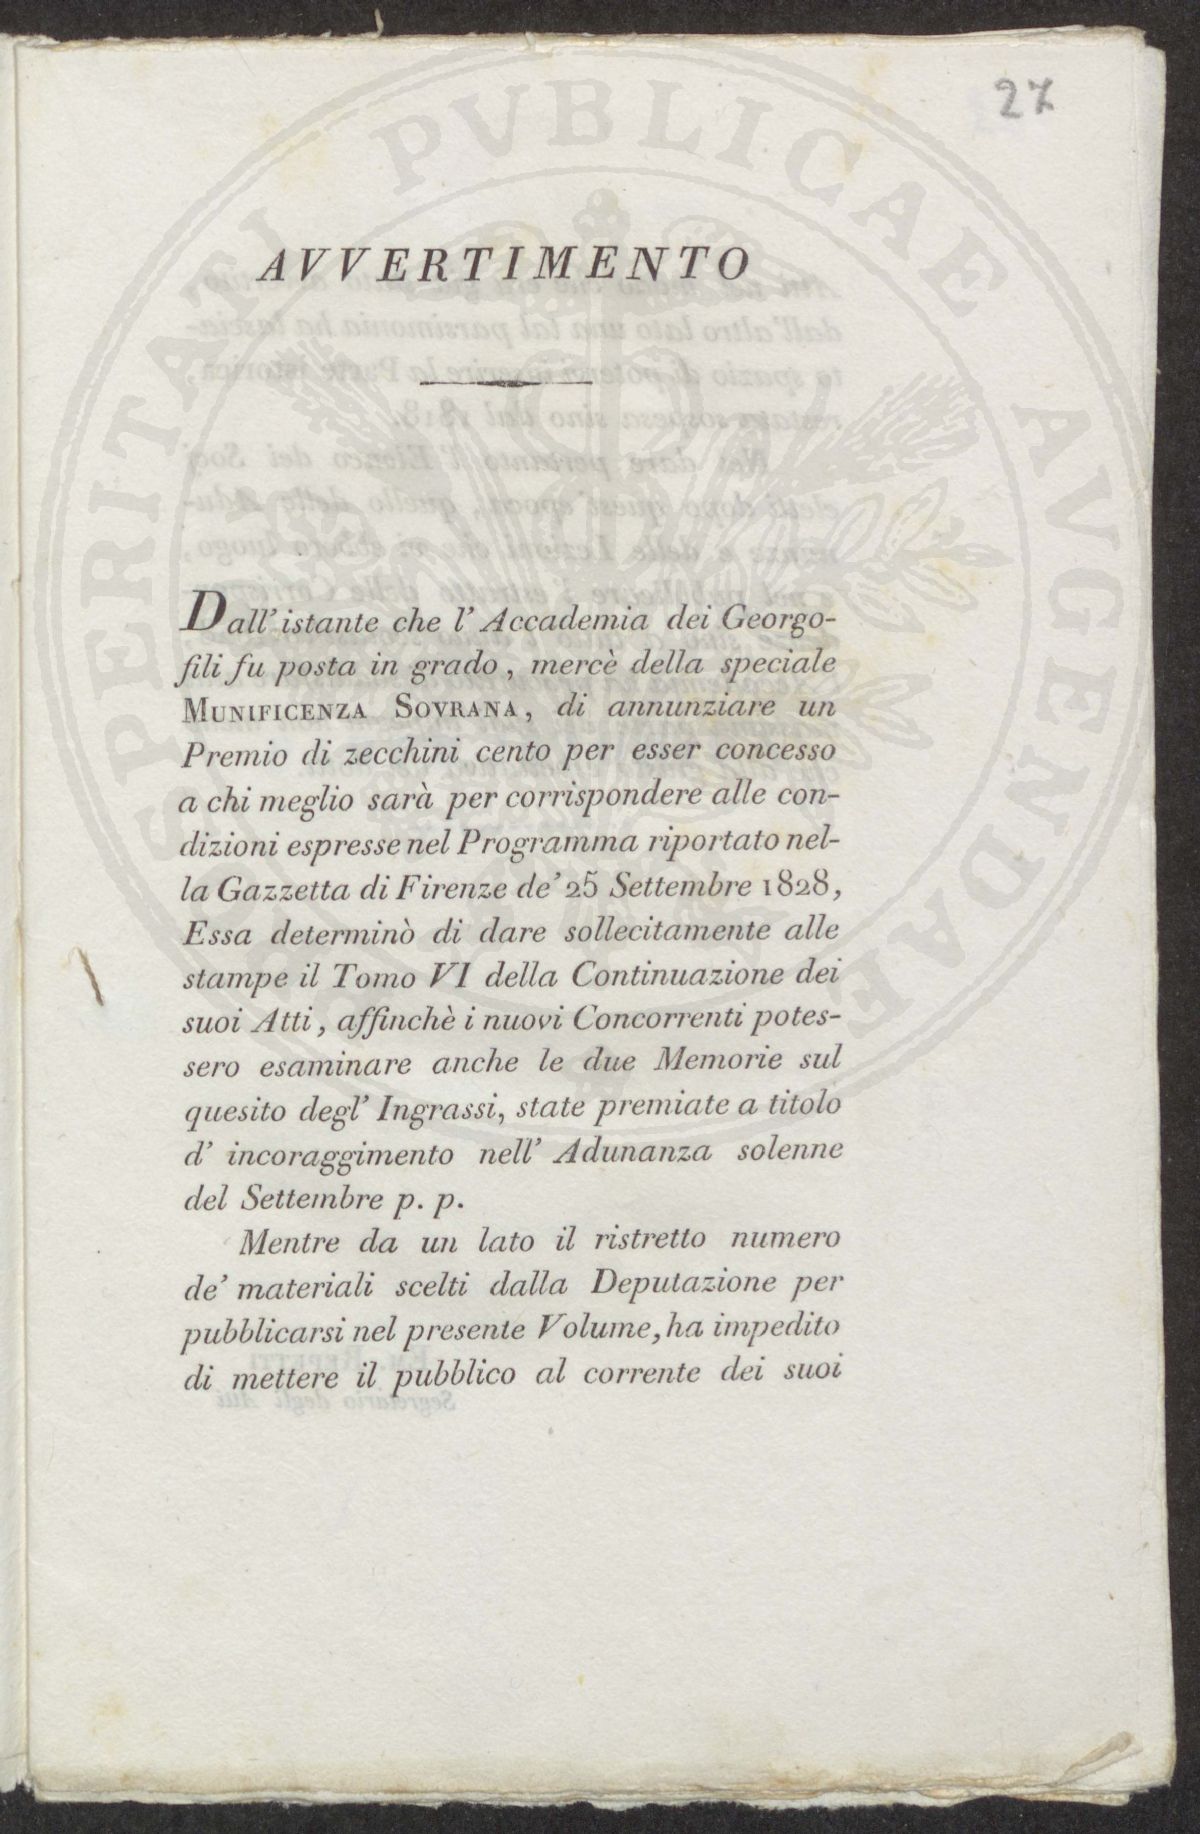 27
AVVERTIMENTO
Dall' istante che l' Accademia dei Georgo-
fili fu posta in grado, mercè della speciale
MUNIFICENZA SOVRANA, di annunziare un
Premio di zecchini cento per esser concesso
a chi meglio sarà per corrispondere alle con-
dizioni espresse nel Programma riportato nel-
la Gazzetta di Firenze de' 25 Settembre 1828,
Essa determinò di dare sollecitamente alle
stampe il Tomo VI della Continuazione dei
suoi Atti, affinchè i nuovi Concorrenti potes-
sero esaminare anche le due Memorie sul
quesito degl' Ingrassi, state premiate a titolo
d' incoraggimento nell' Adunanza solenne
del Settembre p. p.
Mentre da un lato il ristretto numero
de' materiali scelti dalla Deputazione per
pubblicarsi nel presente Volume, ha impedito
di mettere il pubblico al corrente dei suoi
PROSPERITATI PVBLICAE AVGENDAE